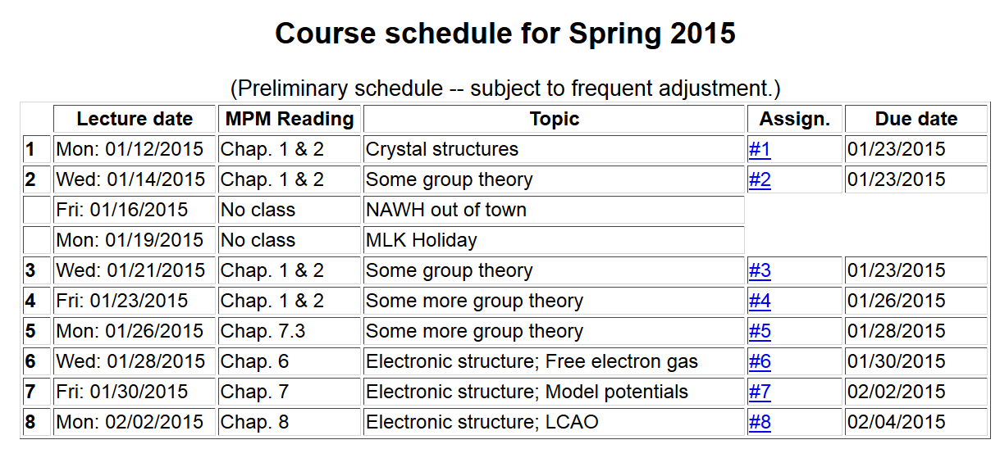 Course schedule for Spring 2015
(Preliminary schedule -- subject to frequent adjustment.)
Lecture date MPM Reading Topic Assign. Due date
1 Mon: 01/12/2015 Chap. 1 & 2 Crystal structures #1 01/23/2015
2 Wed: 01/14/2015 Chap. 1 & 2 Some group theory #2 01/23/2015
Fri: 01/16/2015 No class NAWH out of town
Mon: 01/19/2015 No class MLK Holiday
3 Wed: 01/21/2015 Chap. 1 & 2 Some group theory #3 01/23/2015
4 Fri: 01/23/2015 Chap. 1 & 2 Some more group theory #4 01/26/2015
5 Mon: 01/26/2015 Chap. 7.3 Some more group theory #5 01/28/2015
6 Wed: 01/28/2015 Chap. 6 Electronic structure; Free electron gas #6 01/30/2015
7 Fri: 01/30/2015 Chap. 7 Electronic structure; Model potentials #7 02/02/2015
8 Mon: 02/02/2015 Chap. 8 Electronic structure; LCAO #8 02/04/2015